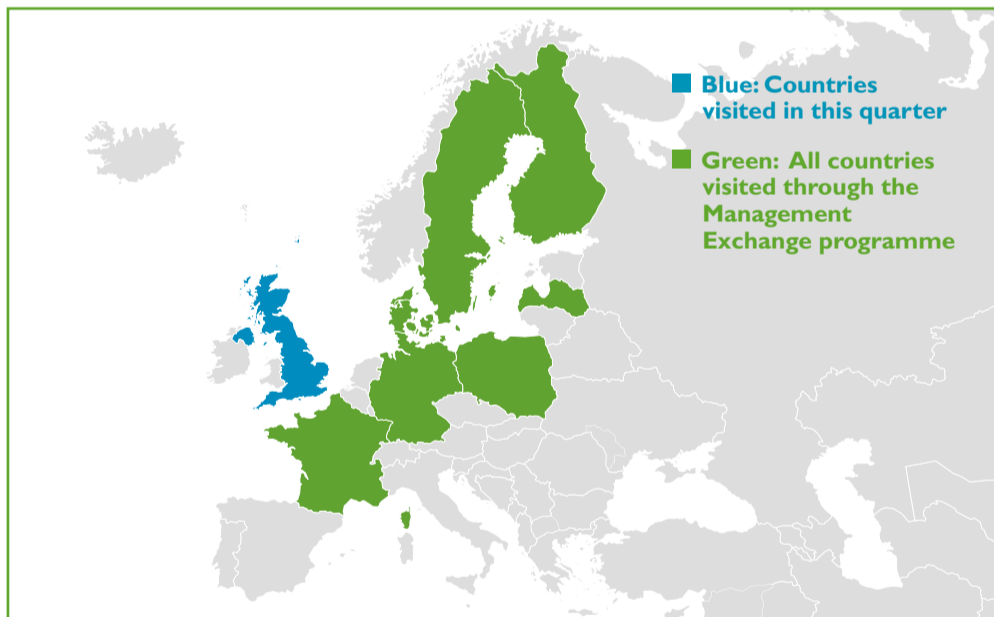 Blue: Countries
visited in this quarter
Green: All countries
visited through the
Management
Exchange programme